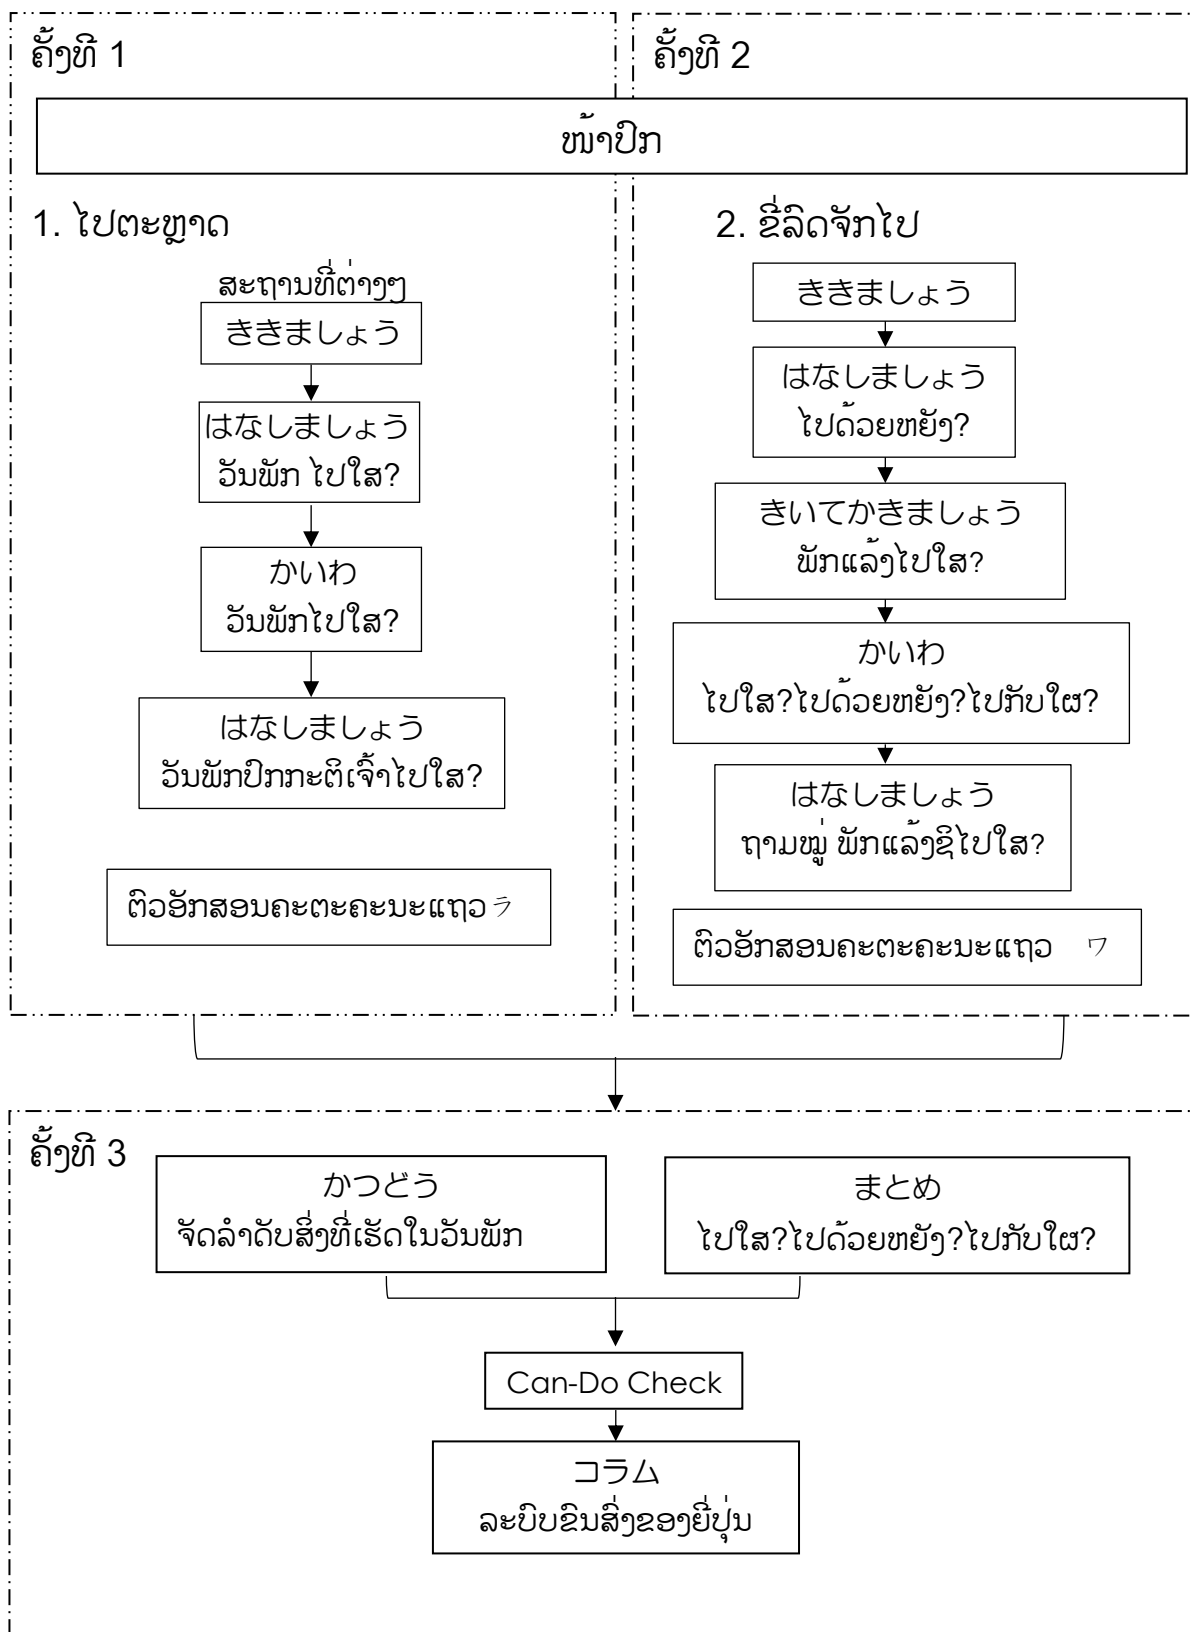 ຄັ້ງທີ 1
ຄັ້ງທີ 2
ໜ້າປົກ
1. ໄປຕະຫຼາດ
ສະຖານທີ່ຕ່າງໆ
ききましょう
はなしましょう
ວັນພັກ ໄປໃສ?
かいわ
ວັນພັກໄປໃສ?
はなしましょう
ວັນພັກປົກກະຕິເຈົ້າໄປໃສ?
ຕົວອັກສອນຄະຕະຄະນະແຖວ ラ
2. ຂີ່ລົດຈັກໄປ
ききましょう
はなしましょう
ໄປດ້ວຍຫຍັງ?
きいてかきましょう
ພັກແລ້ງໄປໃສ?
かいわ
ໄປໃສ?ໄປດ້ວຍຫຍັງ?ໄປກັບໃຜ?
はなしましょう
ຖາມໝູ່ ພັກແລ້ງຊິໄປໃສ?
ຕົວອັກສອນຄະຕະຄະນະແຖວ ワ
ຄັ້ງທີ 3
かつどう
ຈັດລຳດັບສິ່ງທີ່ເຮັດໃນວັນພັກ
まとめ
ໄປໃສ?ໄປດ້ວຍຫຍັງ?ໄປກັບໃຜ?
Can-Do Check
コラム
ລະບົບຂົນສົ່ງຂອງຍີ່ປຸ່ນ